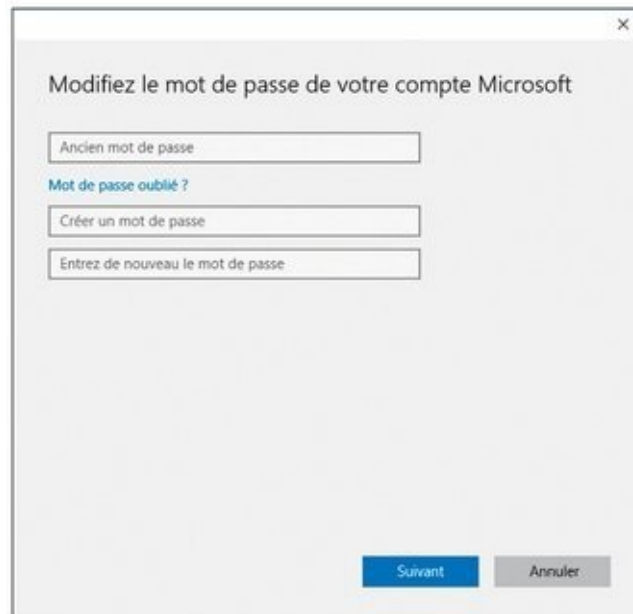 Modifiez le mot de passe de votre compte Microsoft
Ancien mot de passe
Mot de passe oublié ?
Créer un mot de passe
Entrez de nouveau le mot de passe
Suivant
Annuler